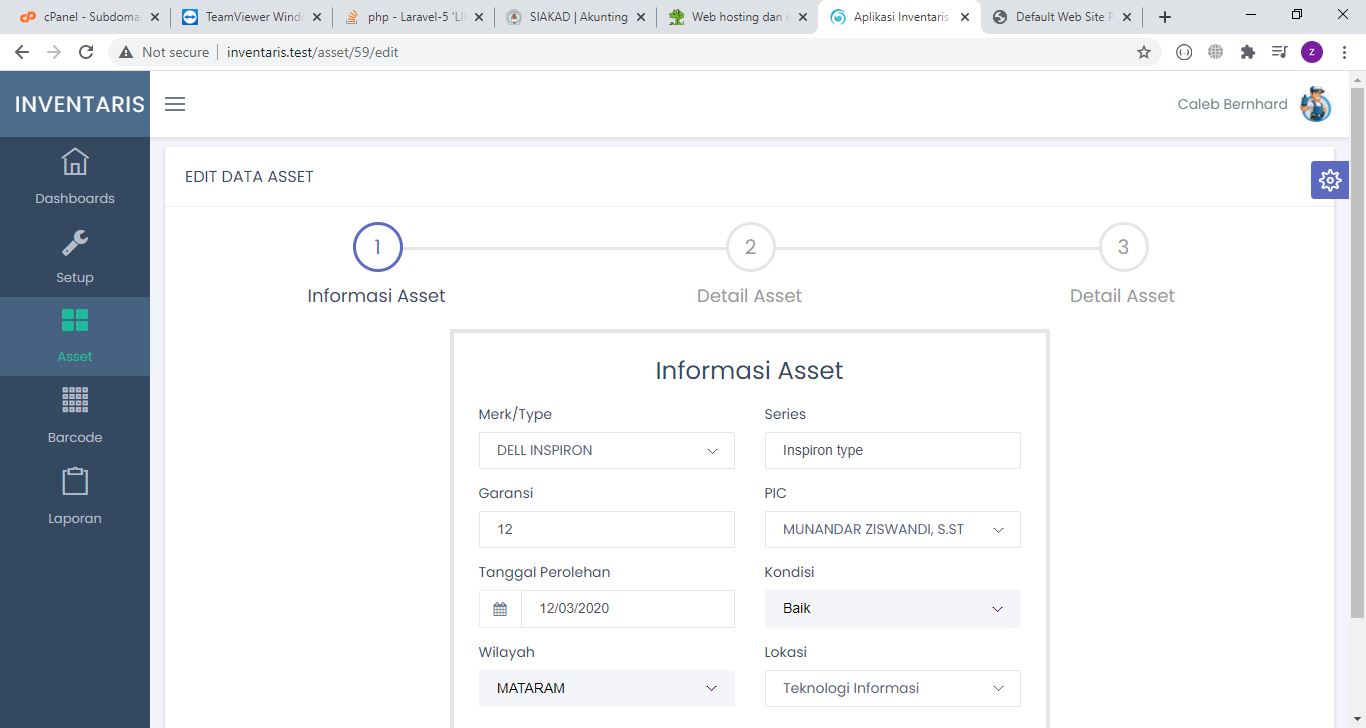 cPanel - Subdomai
TeamViewer Wind
php - Laravel-5 'LI
SIAKAD | Akunting
Web hosting dan d
Aplikasi Inventaris
Default Web Site P
Not secure
inventaris.test/asset/59/edit
z
INVENTARIS
Caleb Bernhard
Dashboards
Setup
Asset
Barcode
Laporan
EDIT DATA ASSET
1 2 3
Informasi Asset Detail Asset Detail Asset
Informasi Asset
Merk/Type Series
DELL INSPIRON Inspiron type
Garansi PIC
12 MUNANDAR ZISWANDI, S.ST
Tanggal Perolehan Kondisi
12/03/2020 Baik
Wilayah Lokasi
MATARAM Teknologi Informasi